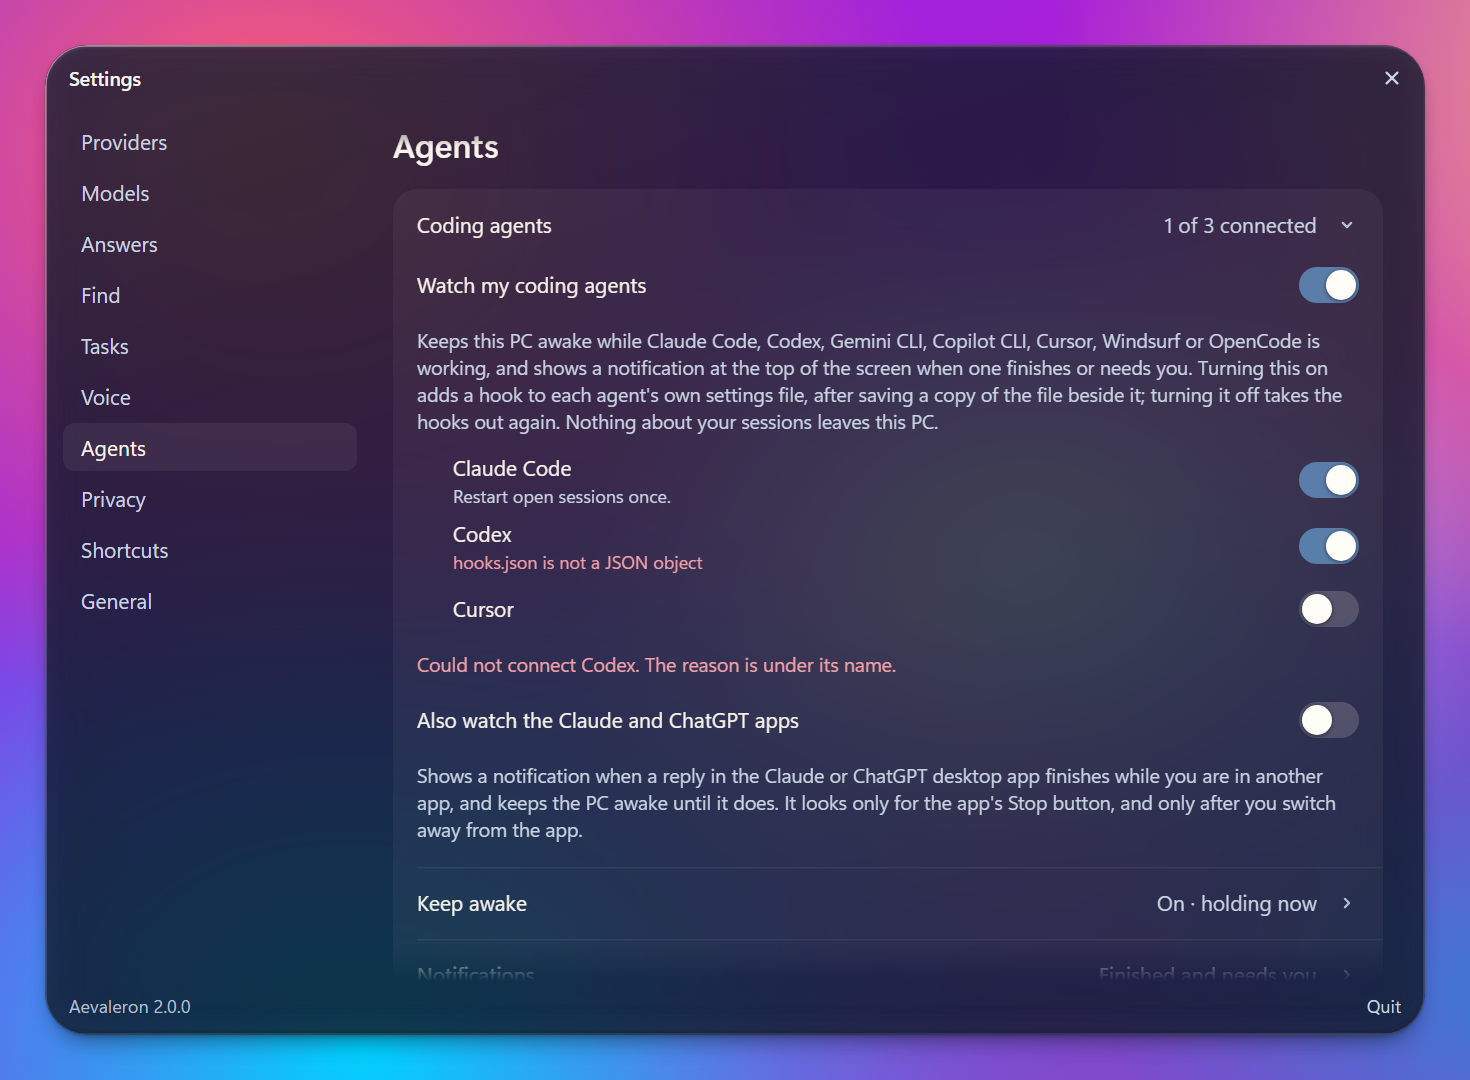 Settings
Providers
Models
Answers
Find
Tasks
Voice
Agents
Privacy
Shortcuts
General
Agents
Coding agents
1 of 3 connected
Watch my coding agents
Keeps this PC awake while Claude Code, Codex, Gemini CLI, Copilot CLI, Cursor, Windsurf or OpenCode is
working, and shows a notification at the top of the screen when one finishes or needs you. Turning this on
adds a hook to each agent's own settings file, after saving a copy of the file beside it; turning it off takes the
hooks out again. Nothing about your sessions leaves this PC.
Claude Code
Restart open sessions once.
Codex
hooks.json is not a JSON object
Cursor
Could not connect Codex. The reason is under its name.
Also watch the Claude and ChatGPT apps
Shows a notification when a reply in the Claude or ChatGPT desktop app finishes while you are in another
app, and keeps the PC awake until it does. It looks only for the app's Stop button, and only after you switch
away from the app.
Keep awake
On · holding now
Notifications
Finished and needs you
Aevaleron 2.0.0
Quit